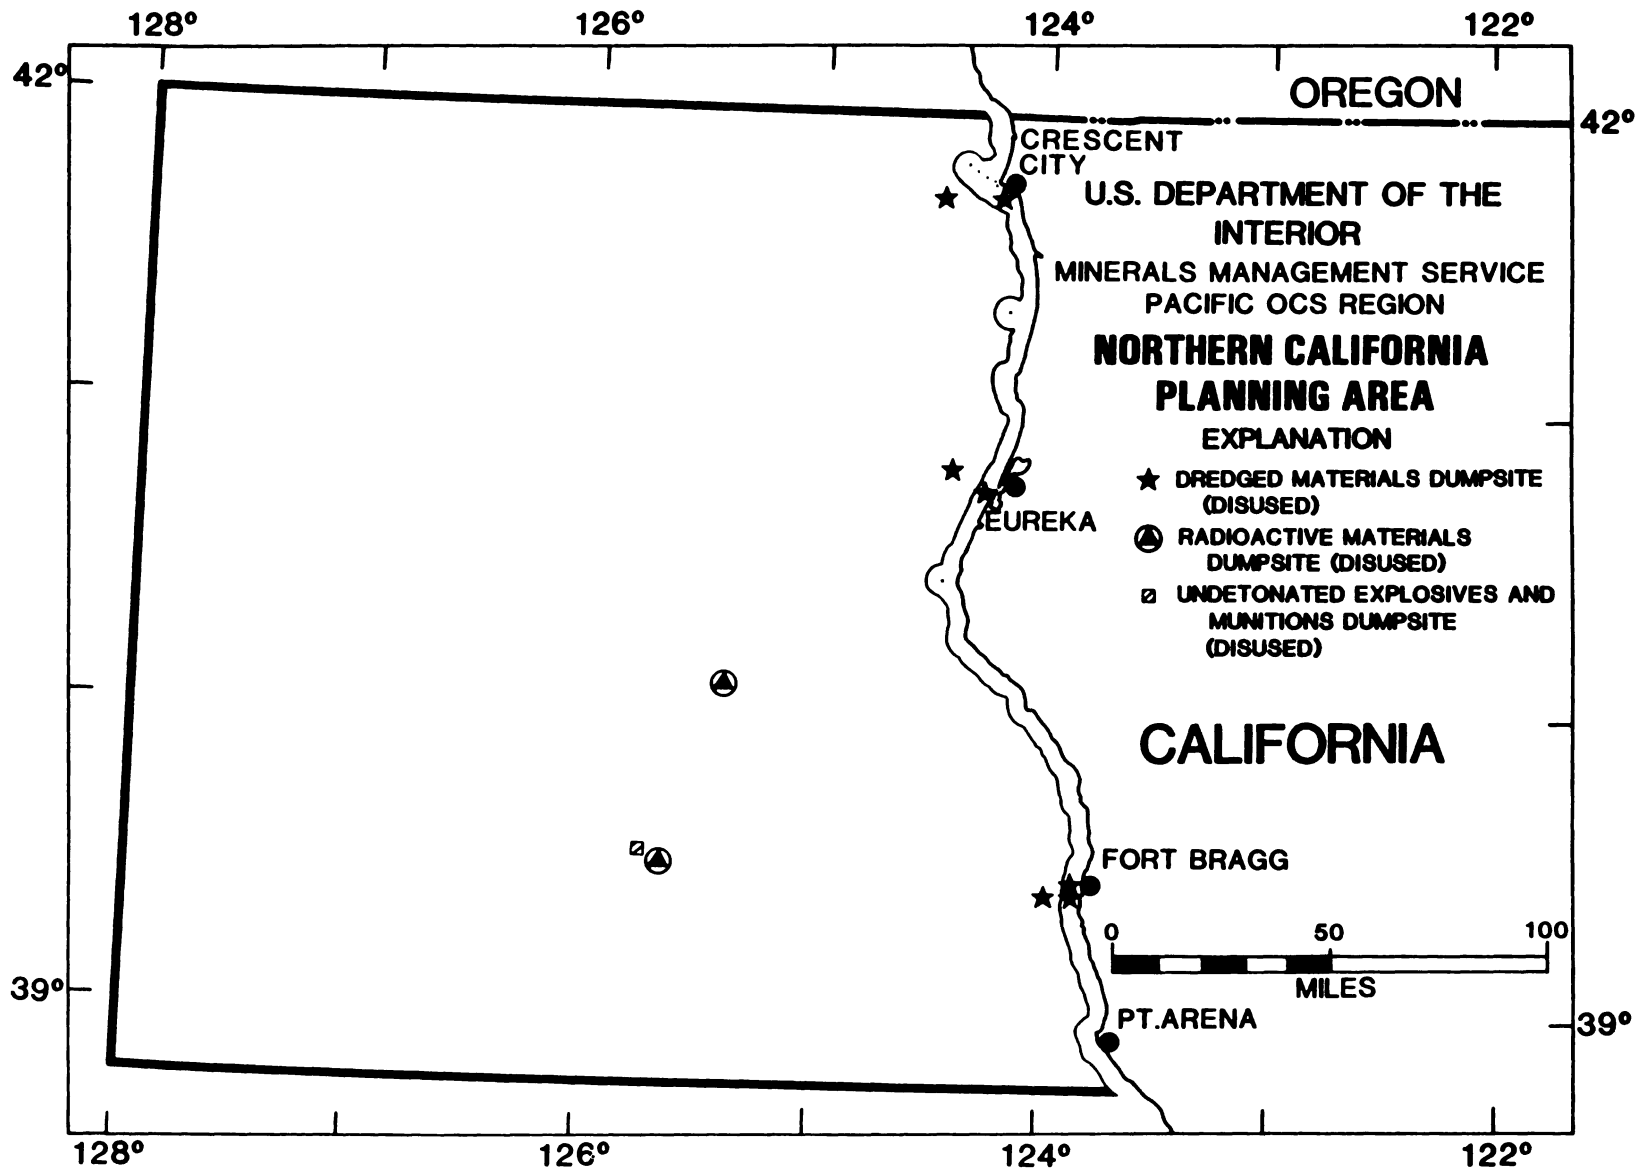 128° 126° 124° 122°
42°
OREGON
42°
CRESCENT
CITY
U.S. DEPARTMENT OF THE
INTERIOR
MINERALS MANAGEMENT SERVICE
PACIFIC OCS REGION
NORTHERN CALIFORNIA
PLANNING AREA
EXPLANATION
DREDGED MATERIALS DUMPSITE
(DISUSED)
EUREKA
RADIOACTIVE MATERIALS
DUMPSITE (DISUSED)
UNDETONATED EXPLOSIVES AND
MUNITIONS DUMPSITE
(DISUSED)
CALIFORNIA
FORT BRAGG
0 50 100
MILES
39°
PT.ARENA
39°
128° 126° 124° 122°